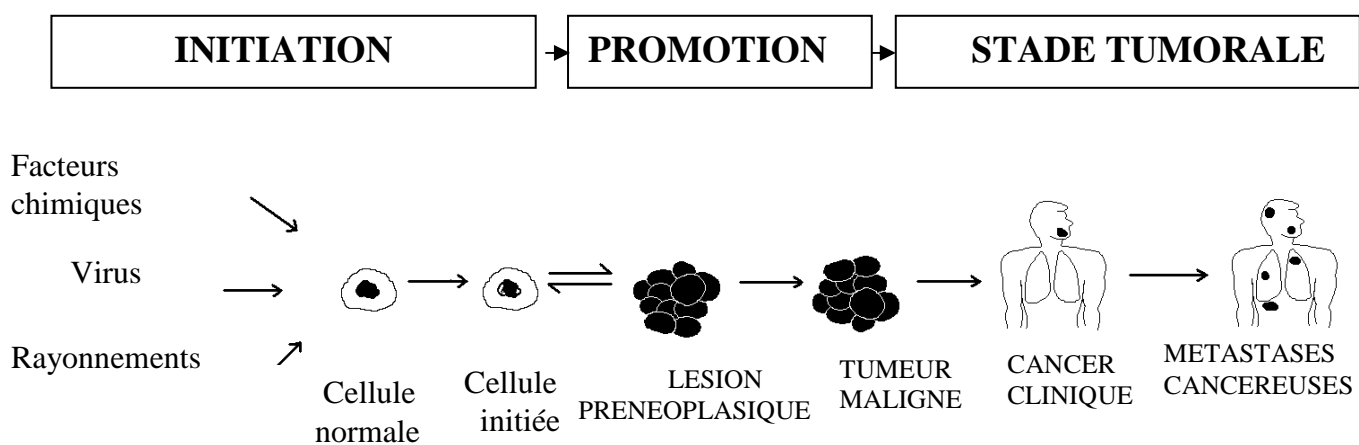 INITIATION
PROMOTION
STADE TUMORALE
Facteurs
chimiques
Virus
Rayonnements
Cellule
normale
Cellule
initiée
LESION
PRENEOPLASIQUE
TUMEUR
MALIGNE
CANCER
CLINIQUE
METASTASES
CANCEREUSES